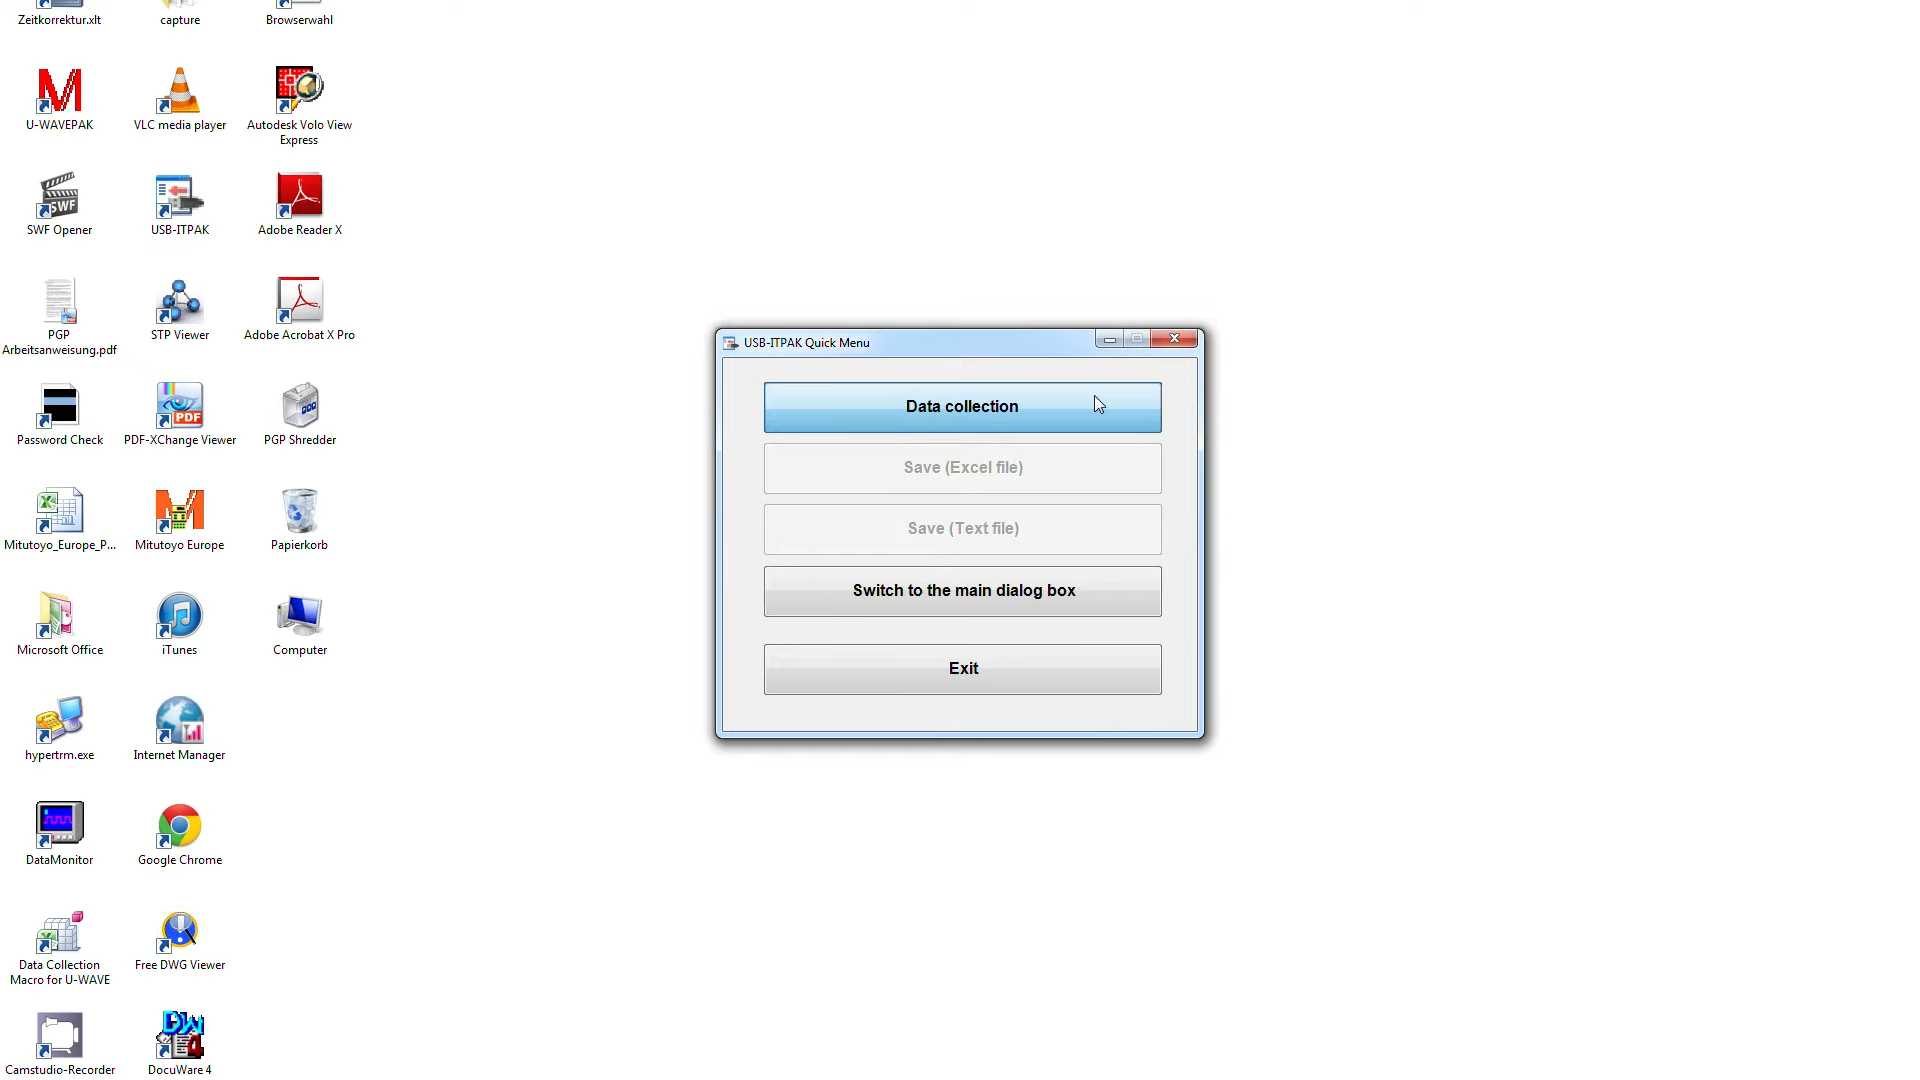 Zeitkorrektur.xlt
capture
Browserwahl
U-WAVEPAK
VLC media player
Autodesk Volo View
Express
SWF
SWF Opener
USB-ITPAK
Adobe Reader X
PGP
Arbeitsanweisung.pdf
STP Viewer
Adobe Acrobat X Pro
Password Check
PDF
PDF-XChange Viewer
PGP Shredder
Mitutoyo_Europe_P...
Mitutoyo Europe
Papierkorb
Microsoft Office
iTunes
Computer
hypertrm.exe
Internet Manager
DataMonitor
Google Chrome
Data Collection
Macro for U-WAVE
Free DWG Viewer
Camstudio-Recorder
DocuWare 4
USB-ITPAK Quick Menu
Data collection
Save (Excel file)
Save (Text file)
Switch to the main dialog box
Exit